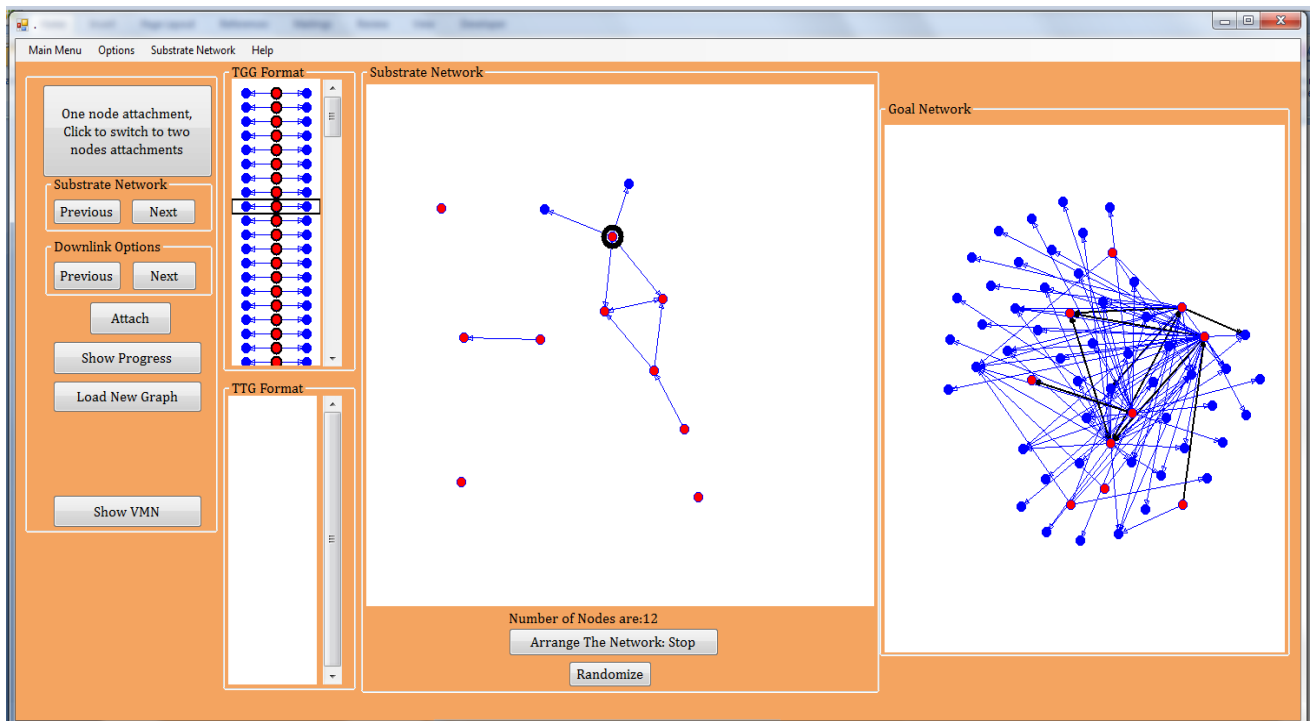 .
Main Menu Options Substrate Network Help
One node attachment,
Click to switch to two
nodes attachments
Substrate Network
Previous Next
Downlink Options
Previous Next
Attach
Show Progress
Load New Graph
Show VMN
TGG Format
TTG Format
Substrate Network
Number of Nodes are:12
Arrange The Network: Stop
Randomize
Goal Network